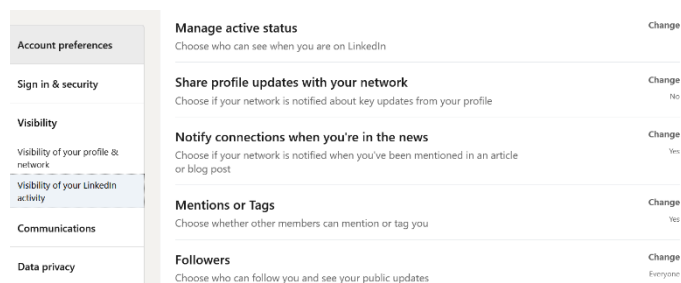 Account preferences
Sign in & security
Visibility
Visibility of your profile &
network
Visibility of your LinkedIn
activity
Communications
Data privacy
Manage active status
Change
Choose who can see when you are on LinkedIn
Share profile updates with your network
Change
Choose if your network is notified about key updates from your profile
No
Notify connections when you're in the news
Change
Choose if your network is notified when you've been mentioned in an article
Yes
or blog post
Mentions or Tags
Change
Choose whether other members can mention or tag you
Yes
Followers
Change
Choose who can follow you and see your public updates
Everyone